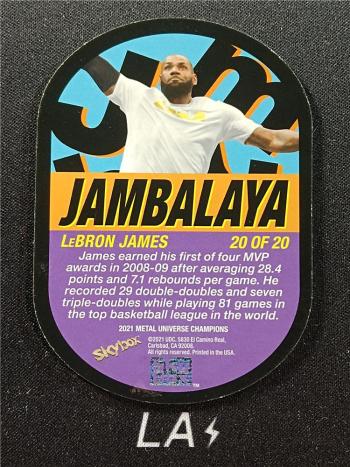 JAMBALAYA
LEBRON JAMES 20 OF 20
James earned his first of four MVP
awards in 2008-09 after averaging 28.4
points and 7.1 rebounds per game. He
recorded 29 double-doubles and seven
triple-doubles while playing 81 games in
the top basketball league in the world.
2021 METAL UNIVERSE CHAMPIONS
SkyBox
©2021 UDC. 5830 El Camino Real,
Carlsbad, CA 92008.
All rights reserved. Printed in the USA.
TM
LA